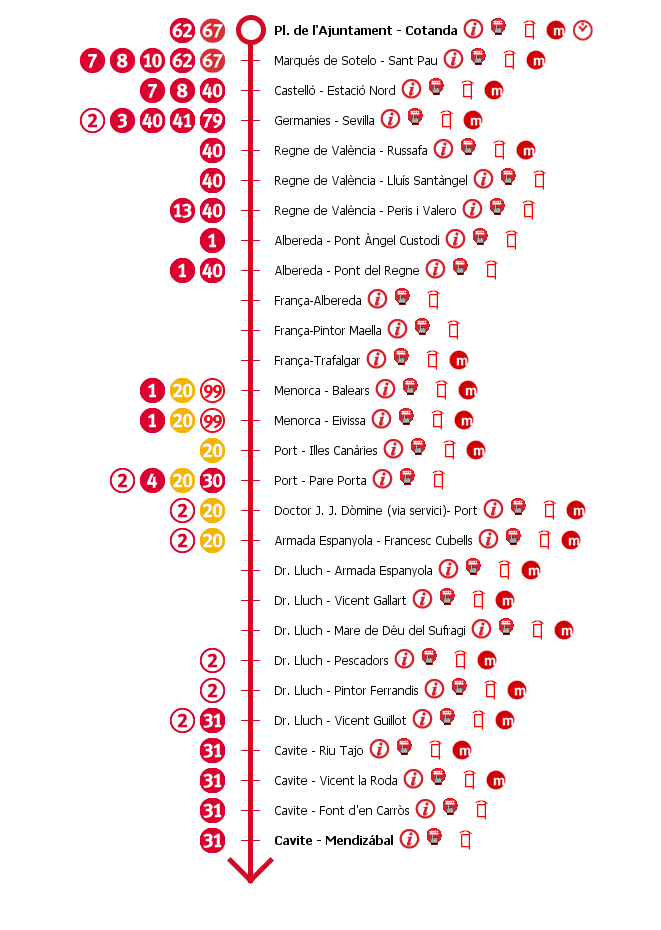 62 67 Pl. de l'Ajuntament - Cotanda i m
7 8 10 62 67 Marqués de Sotelo - Sant Pau i m
7 8 40 Castelló - Estació Nord i m
2 3 40 41 79 Germanies - Sevilla i m
40 Regne de València - Russafa i m
40 Regne de València - Lluís Santàngel i
13 40 Regne de València - Peris i Valero i
1 Albereda - Pont Àngel Custodi i
1 40 Albereda - Pont del Regne i
França-Albereda i
França-Pintor Maella i
França-Trafalgar i m
1 20 99 Menorca - Balears i m
1 20 99 Menorca - Eivissa i m
20 Port - Illes Canàries i m
2 4 20 30 Port - Pare Porta i
2 20 Doctor J. J. Dòmine (via servici)- Port i m
2 20 Armada Espanyola - Francesc Cubells i m
Dr. Lluch - Armada Espanyola i m
Dr. Lluch - Vicent Gallart i m
Dr. Lluch - Mare de Déu del Sufragi i m
2 Dr. Lluch - Pescadors i m
2 Dr. Lluch - Pintor Ferrandis i m
2 31 Dr. Lluch - Vicent Guillot i m
31 Cavite - Riu Tajo i m
31 Cavite - Vicent la Roda i m
31 Cavite - Font d'en Carròs i
31 Cavite - Mendizábal i